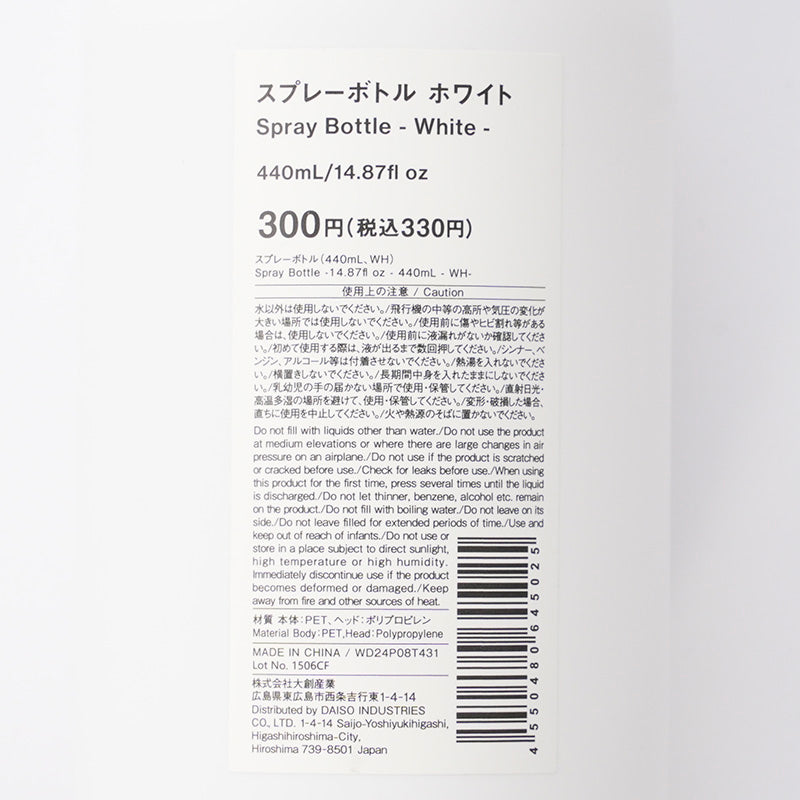 スプレーボトル ホワイト
Spray Bottle - White -
440mL/14.87fl oz
300円(税込330円)
スプレーボトル(440mL、WH)
Spray Bottle -14.87fl oz - 440mL - WH-
使用上の注意 / Caution
水以外は使用しないでください。/飛行機の中等の高所や気圧の変化が
大きい場所では使用しないでください。/使用前に傷やヒビ割れ等がある
場合は、使用しないでください。/使用前に液漏れがないか確認してくださ
い。/初めて使用する際は、液が出るまで数回押してください。/シンナー、ベ
ンジン、アルコール等は付着させないでください。/熱湯を入れないでくださ
い。/横置きしないでください。/長期間中身を入れたままにしないでくださ
い。/乳幼児の手の届かない場所で使用・保管してください。/直射日光・
高温多湿の場所を避けて、使用・保管してください。/変形・破損した場合、
直ちに使用を中止してください。/火や熱源のそばに置かないでください。
Do not fill with liquids other than water./Do not use the product
at medium elevations or where there are large changes in air
pressure on an airplane./Do not use if the product is scratched
or cracked before use./Check for leaks before use./When using
this product for the first time, press several times until the liquid
is discharged./Do not let thinner, benzene, alcohol etc. remain
on the product./Do not fill with boiling water./Do not leave on its
side./Do not leave filled for extended periods of time./Use and
keep out of reach of infants./Do not use or
store in a place subject to direct sunlight,
high temperature or high humidity.
Immediately discontinue use if the product
becomes deformed or damaged./Keep
away from fire and other sources of heat.
材質 本体:PET、ヘッド:ポリプロピレン
Material Body:PET,Head:Polypropylene
MADE IN CHINA / WD24P08T431
Lot No. 1506CF
株式会社大創産業
広島県東広島市西条吉行東1-4-14
Distributed by DAISO INDUSTRIES
CO., LTD. 1-4-14 Saijo-Yoshiyukihigashi,
Higashihiroshima-City,
Hiroshima 739-8501 Japan
4550480645025